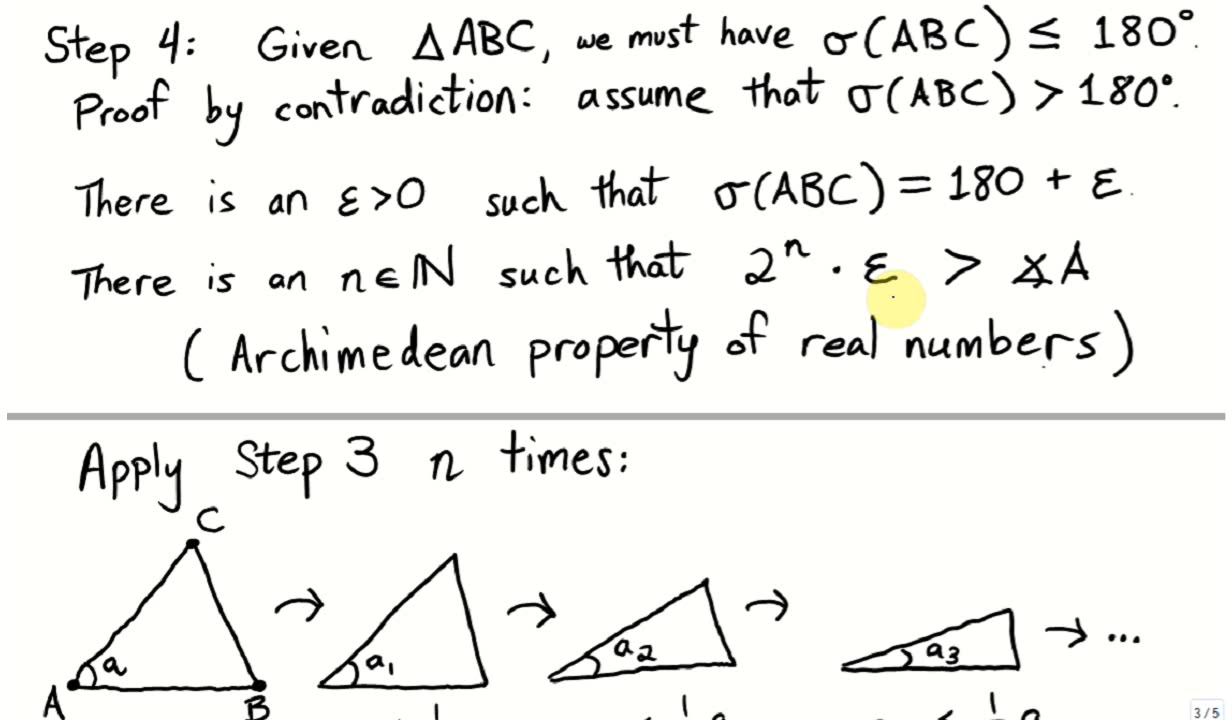 Step 4: Given △ABC, we must have σ(ABC) ≤ 180°.
Proof by contradiction: assume that σ(ABC) > 180°.
There is an ε>0 such that σ(ABC) = 180 + ε.
There is an n∈ℕ such that 2ⁿ · ε > ∡A
(Archimedean property of real numbers)
Apply Step 3 n times:
C
a → a₁ → a₂ → a₃ → ...
A B
3/5